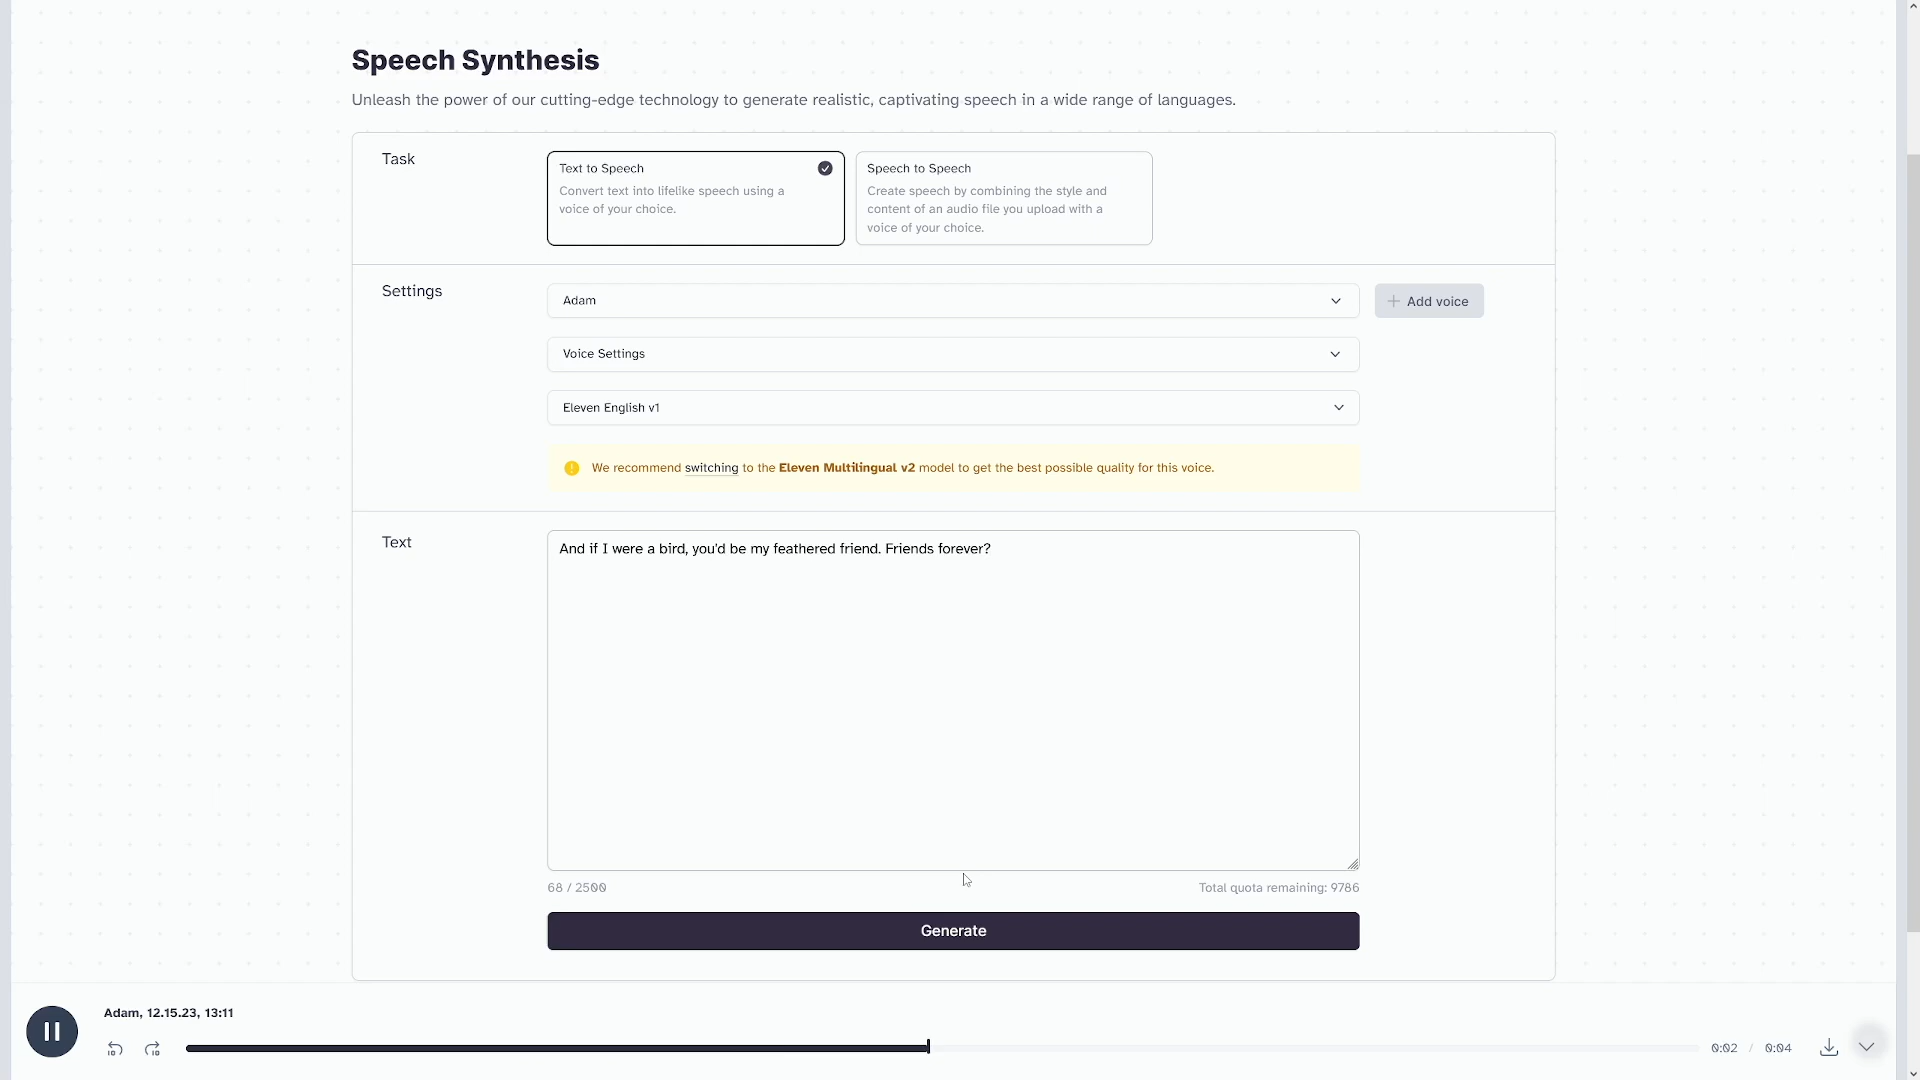 Speech Synthesis
Unleash the power of our cutting-edge technology to generate realistic, captivating speech in a wide range of languages.
Task
Text to Speech
Convert text into lifelike speech using a
voice of your choice.
Speech to Speech
Create speech by combining the style and
content of an audio file you upload with a
voice of your choice.
Settings
Adam
Add voice
Voice Settings
Eleven English v1
We recommend switching to the Eleven Multilingual v2 model to get the best possible quality for this voice.
Text
And if I were a bird, you'd be my feathered friend. Friends forever?
68 / 2500
Total quota remaining: 9786
Generate
Adam, 12.15.23, 13:11
10
10
0:02 / 0:04